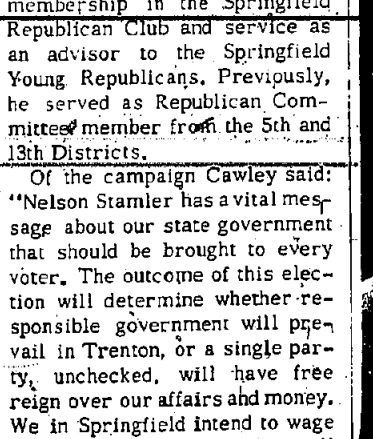 membership in the Springfield
Republican Club and service as
an advisor to the Springfield
Young Republicans. Previously,
he served as Republican Com-
mittee member from the 5th and
13th Districts.
Of the campaign Cawley said:
"Nelson Stamler has a vital mes-
sage about our state government
that should be brought to every
voter. The outcome of this elec-
tion will determine whether re-
sponsible government will pre-
vail in Trenton, or a single par-
ty, unchecked, will have free
reign over our affairs and money.
We in Springfield intend to wage